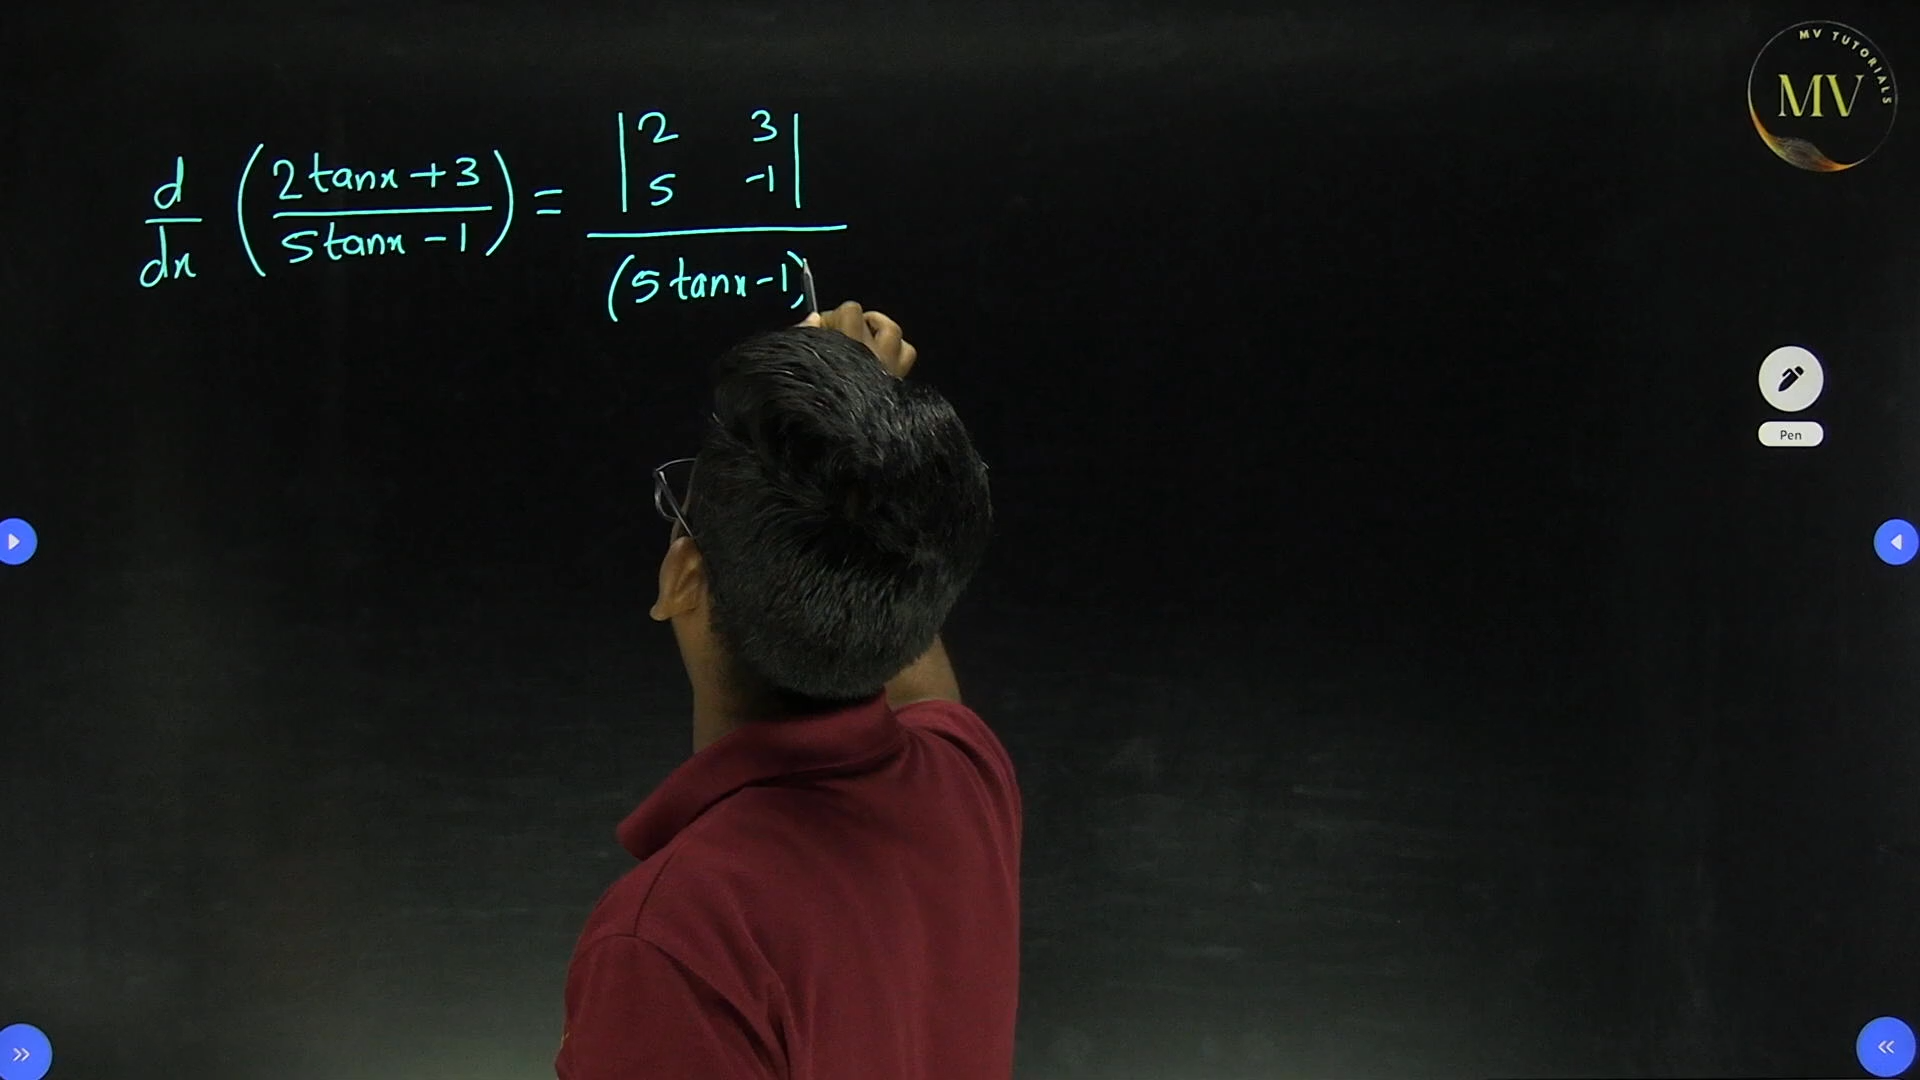 d/dx (2tanx+3 / 5tanx-1) = |2 3; 5 -1| / (5tanx-1)
MV TUTORIALS
MV
Pen